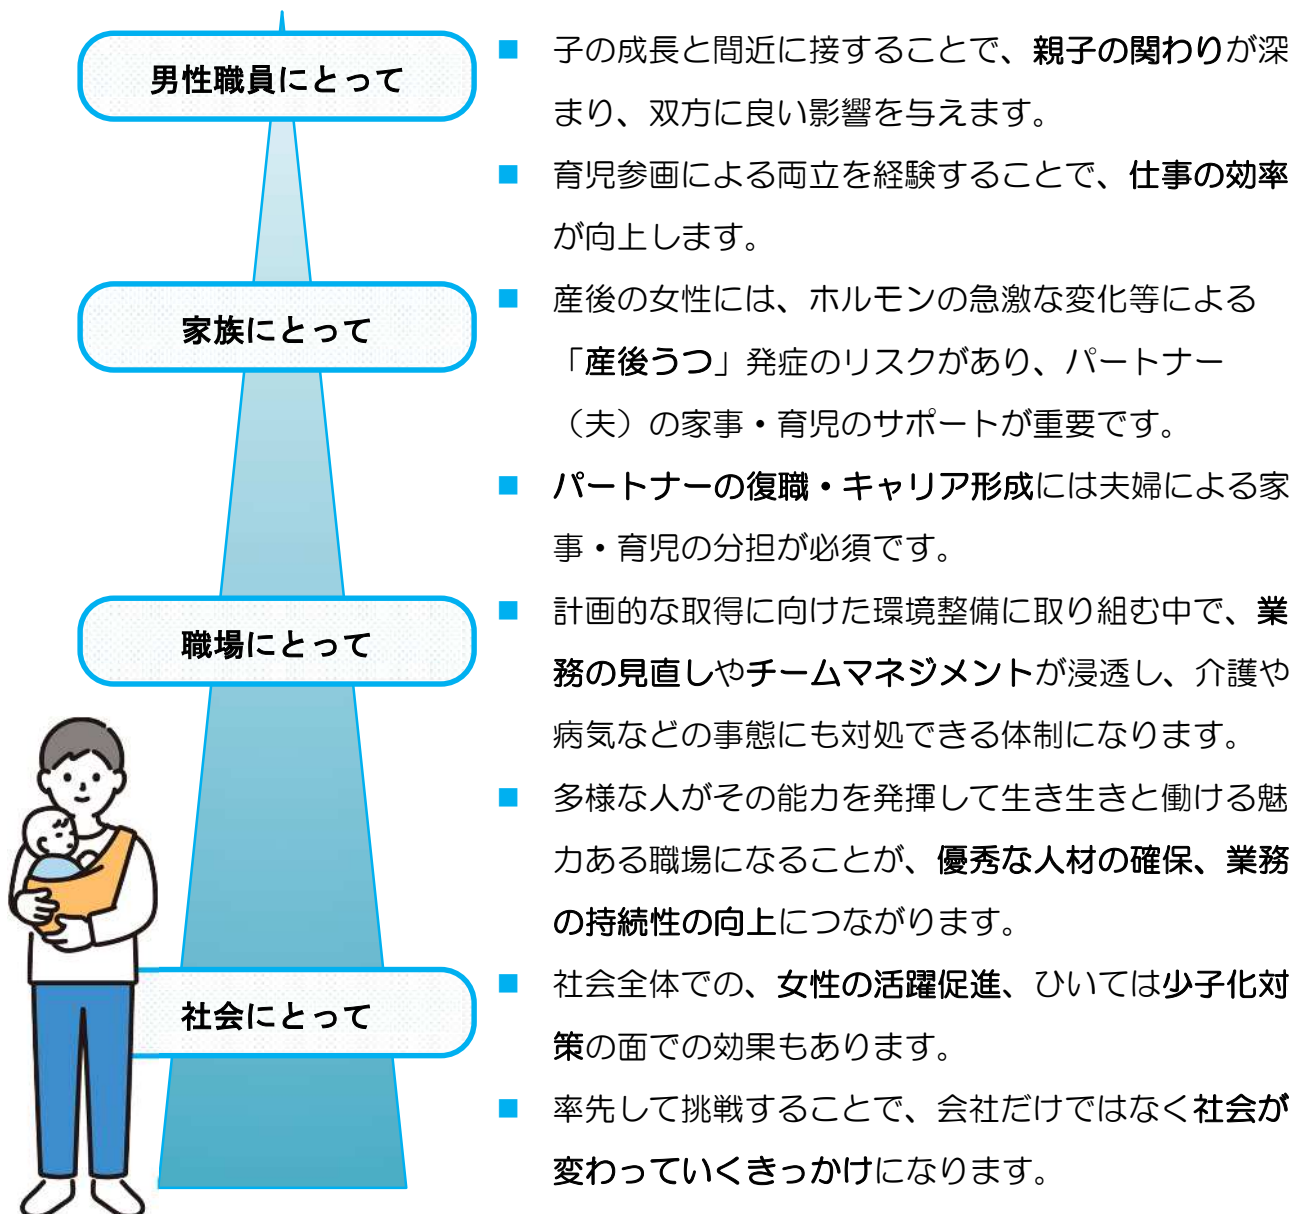 男性職員にとって
■ 子の成長と間近に接することで、親子の関わりが深
まり、双方に良い影響を与えます。
■ 育児参画による両立を経験することで、仕事の効率
が向上します。
家族にとって
■ 産後の女性には、ホルモンの急激な変化等による
「産後うつ」発症のリスクがあり、パートナー
（夫）の家事・育児のサポートが重要です。
■ パートナーの復職・キャリア形成には夫婦による家
事・育児の分担が必須です。
職場にとって
■ 計画的な取得に向けた環境整備に取り組む中で、業
務の見直しやチームマネジメントが浸透し、介護や
病気などの事態にも対処できる体制になります。
■ 多様な人がその能力を発揮して生き生きと働ける魅
力ある職場になることが、優秀な人材の確保、業務
の持続性の向上につながります。
社会にとって
■ 社会全体での、女性の活躍促進、ひいては少子化対
策の面での効果もあります。
■ 率先して挑戦することで、会社だけではなく社会が
変わっていくきっかけになります。